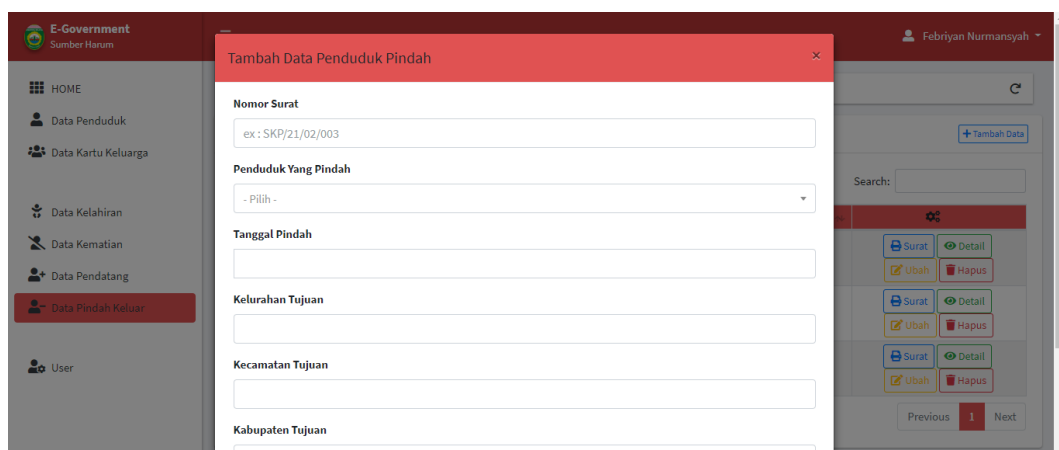 E-Government
Sumber Harum
Febriyan Nurmansyah
Tambah Data Penduduk Pindah
×
HOME
Data Penduduk
Data Kartu Keluarga
Data Kelahiran
Data Kematian
Data Pendatang
Data Pindah Keluar
User
Nomor Surat
ex : SKP/21/02/003
Penduduk Yang Pindah
- Pilih -
Tanggal Pindah
Kelurahan Tujuan
Kecamatan Tujuan
Kabupaten Tujuan
+ Tambah Data
Search:
Surat Detail
Ubah Hapus
Surat Detail
Ubah Hapus
Surat Detail
Ubah Hapus
Previous 1 Next